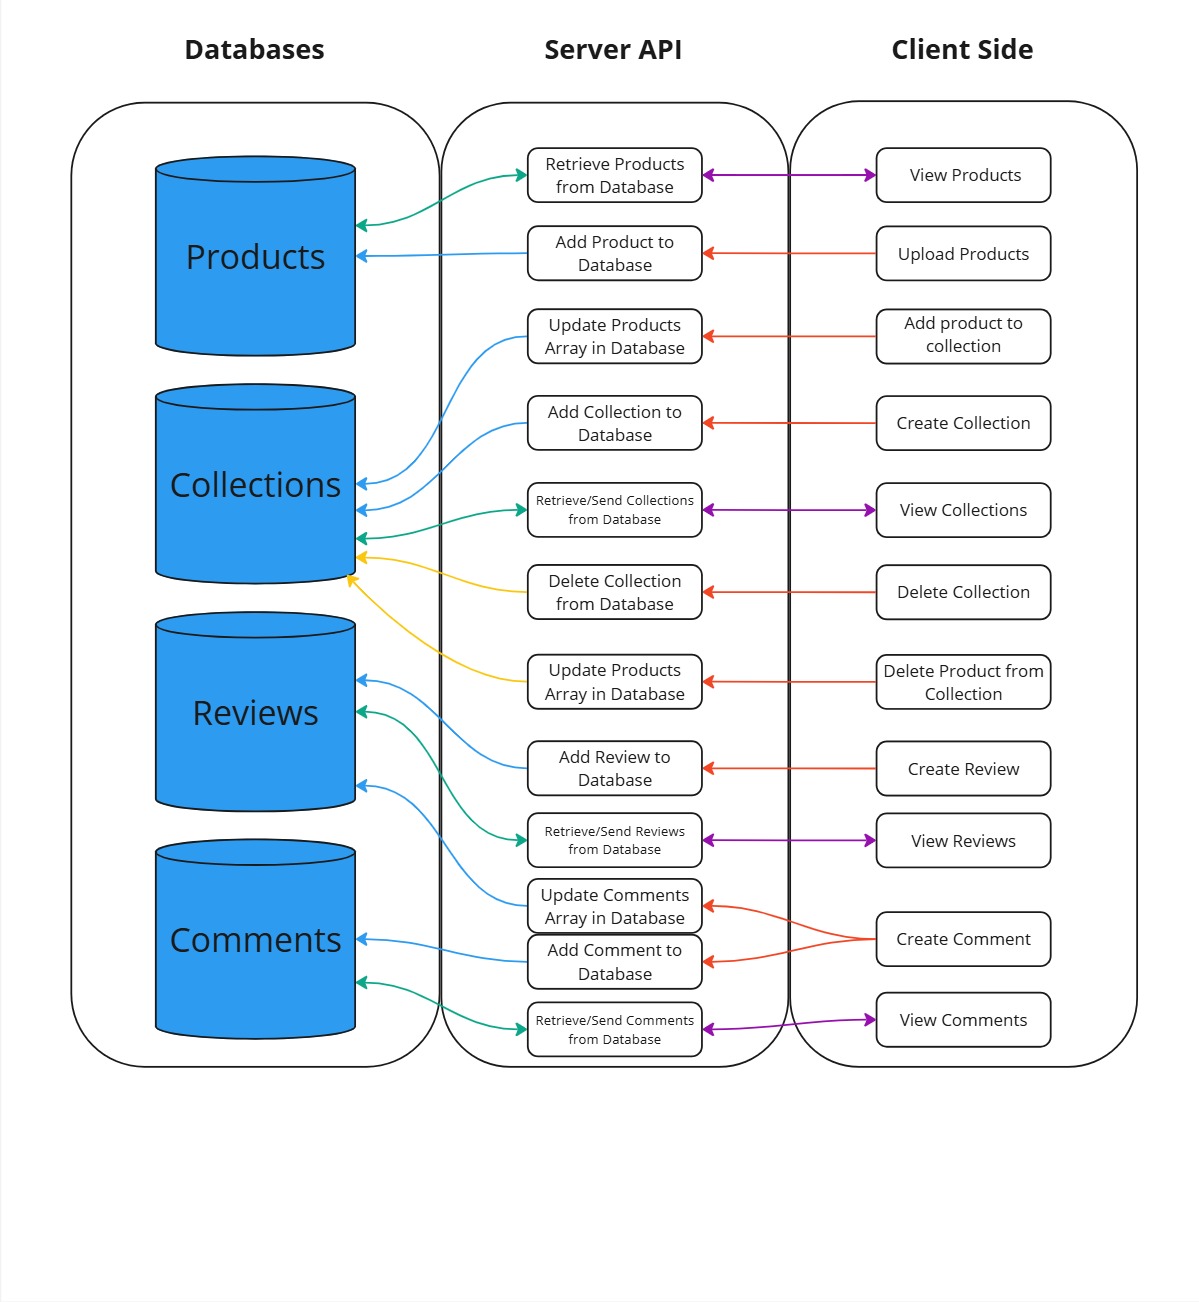 Databases
Server API
Client Side
Products
Collections
Reviews
Comments
Retrieve Products
from Database
Add Product to
Database
Update Products
Array in Database
Add Collection to
Database
Retrieve/Send Collections
from Database
Delete Collection
from Database
Update Products
Array in Database
Add Review to
Database
Retrieve/Send Reviews
from Database
Update Comments
Array in Database
Add Comment to
Database
Retrieve/Send Comments
from Database
View Products
Upload Products
Add product to
collection
Create Collection
View Collections
Delete Collection
Delete Product from
Collection
Create Review
View Reviews
Create Comment
View Comments